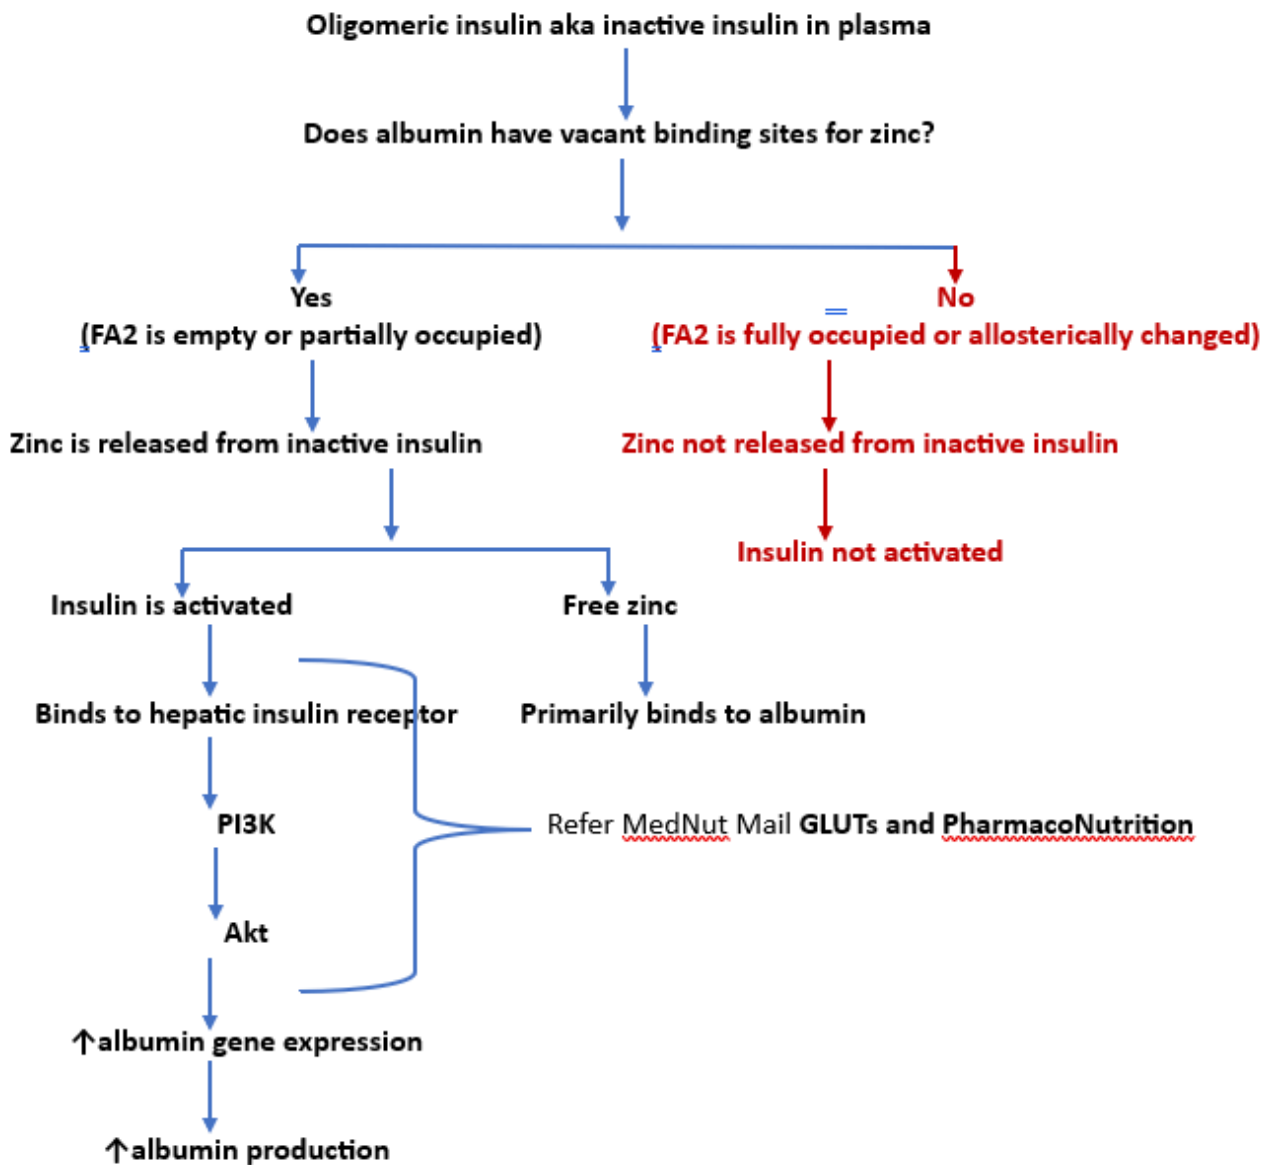 Oligomeric insulin aka inactive insulin in plasma
Does albumin have vacant binding sites for zinc?
Yes
(FA2 is empty or partially occupied)
No
(FA2 is fully occupied or allosterically changed)
Zinc is released from inactive insulin
Zinc not released from inactive insulin
Insulin not activated
Insulin is activated
Free zinc
Binds to hepatic insulin receptor
Primarily binds to albumin
PI3K
Refer MedNut Mail GLUTs and PharmacoNutrition
Akt
↑albumin gene expression
↑albumin production